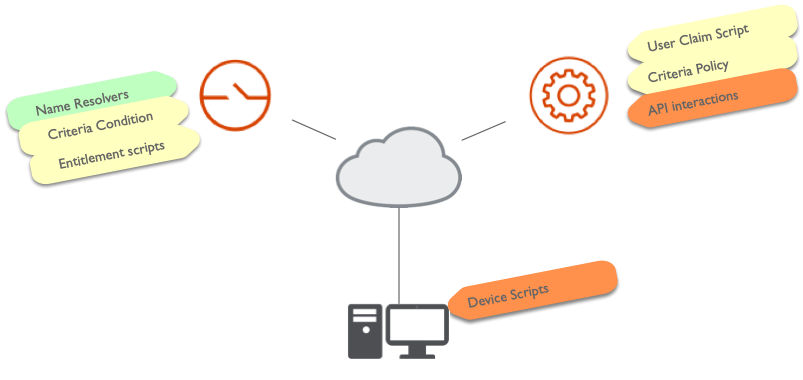 Name Resolvers
Criteria Condition
Entitlement scripts
User Claim Script
Criteria Policy
API interactions
Device Scripts